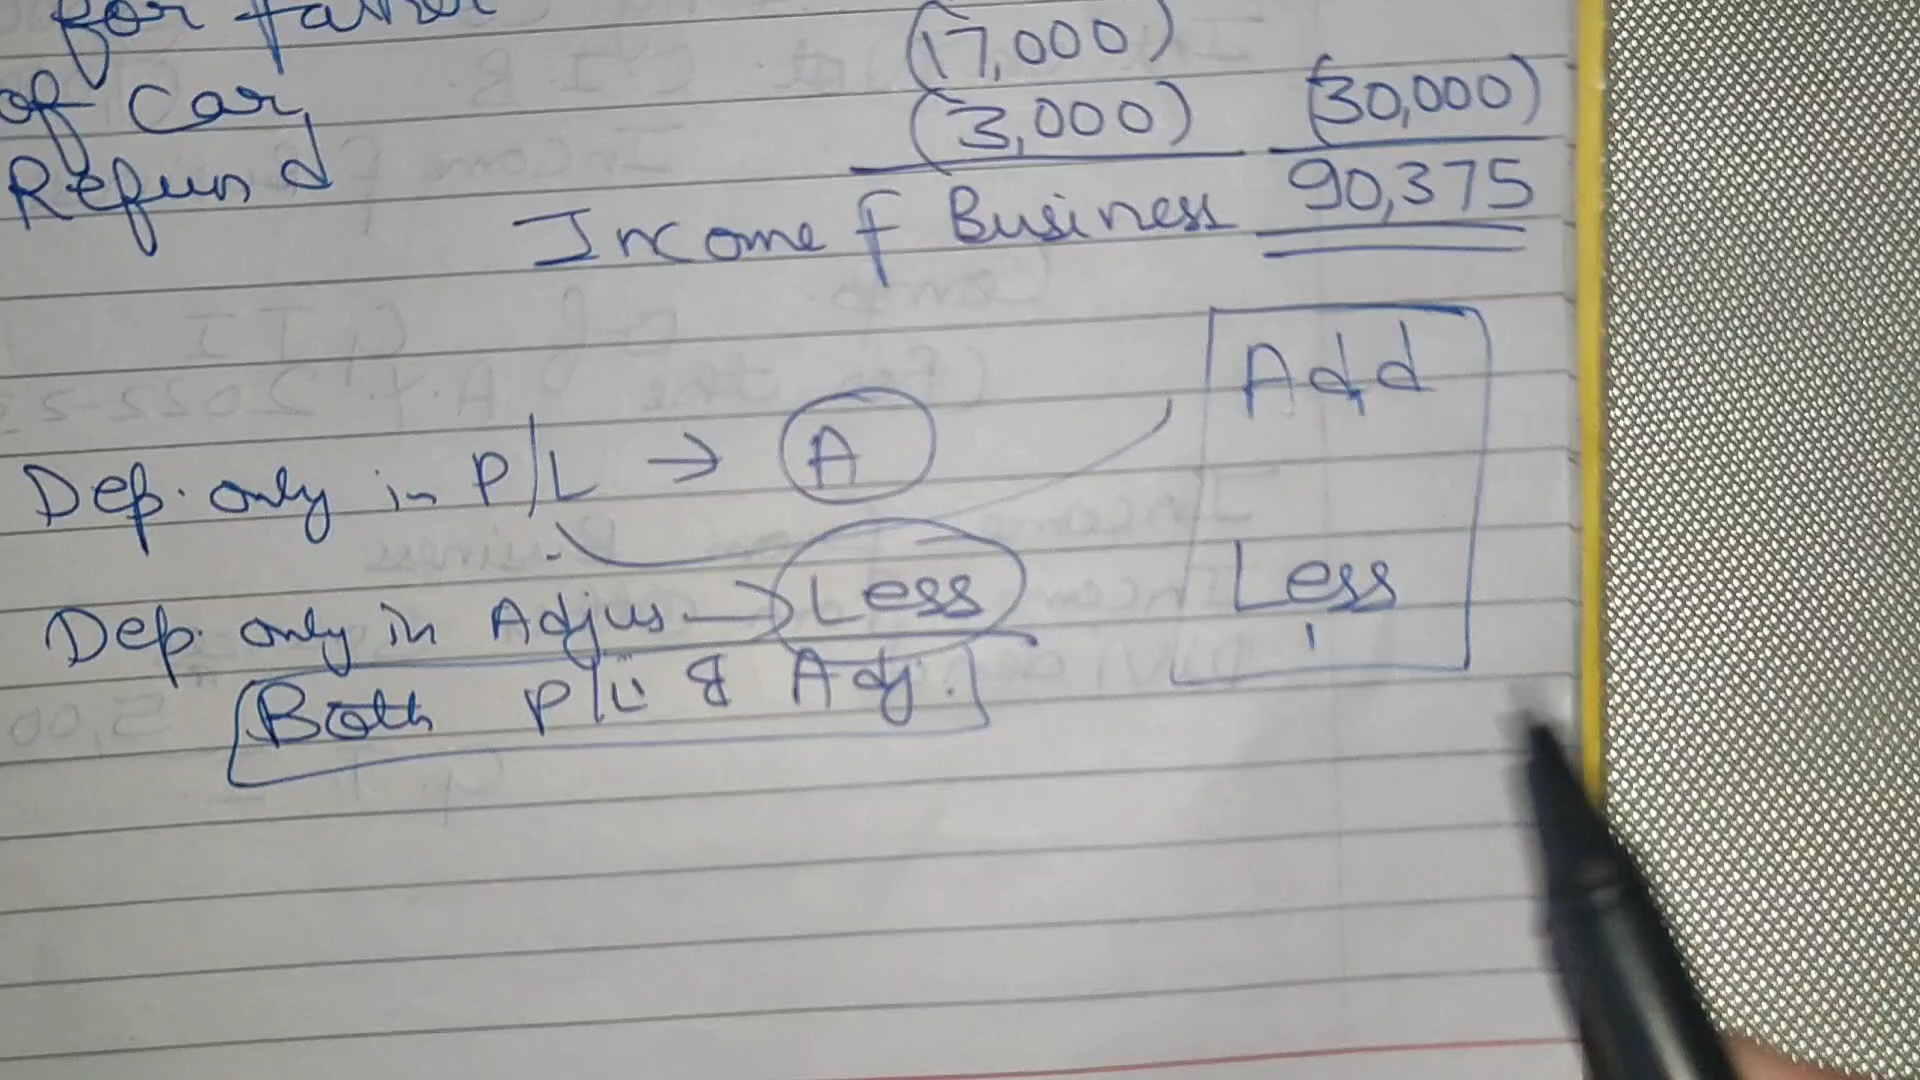 for father
(17,000)
of Car
(3,000) (30,000)
Refund
Income f Business 90,375
Add
Dep. only in P/L → A
Less
Dep. only in Adjus. → Less
Both P/L & Adj.